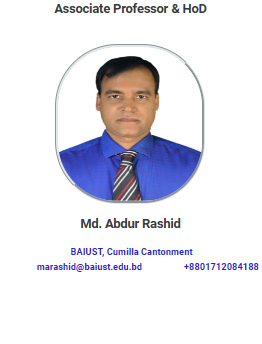 Associate Professor & HoD
Md. Abdur Rashid
BAIUST, Cumilla Cantonment
marashid@baiust.edu.bd +8801712084188